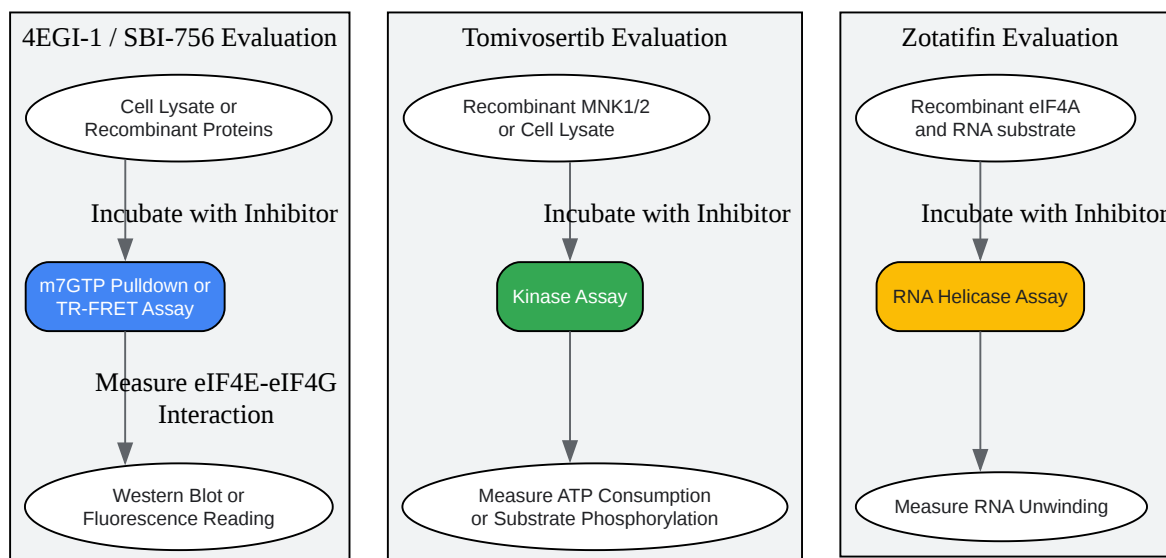 4EGI-1 / SBI-756 Evaluation
Cell Lysate or
Recombinant Proteins
Incubate with Inhibitor
m7GTP Pulldown or
TR-FRET Assay
Measure eIF4E-eIF4G
Interaction
Western Blot or
Fluorescence Reading
Tomivosertib Evaluation
Recombinant MNK1/2
or Cell Lysate
Incubate with Inhibitor
Kinase Assay
Measure ATP Consumption
or Substrate Phosphorylation
Zotatifin Evaluation
Recombinant eIF4A
and RNA substrate
Incubate with Inhibitor
RNA Helicase Assay
Measure RNA Unwinding